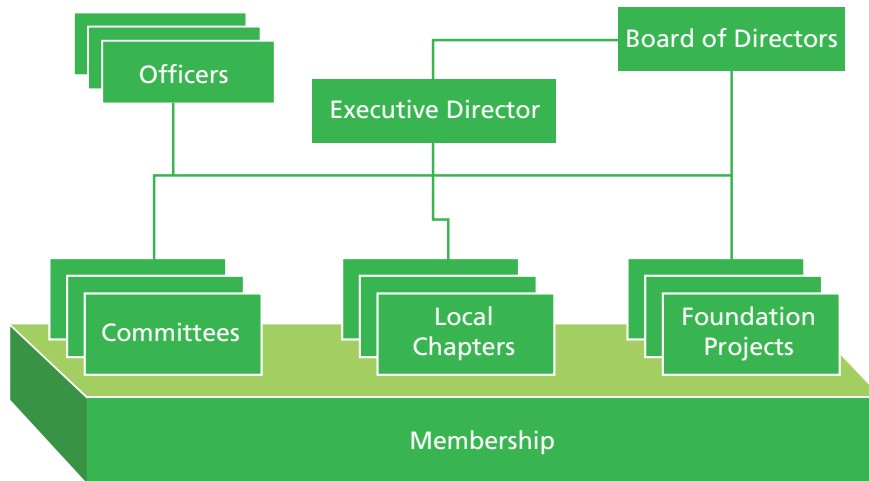 Officers
Board of Directors
Executive Director
Committees
Local
Chapters
Foundation
Projects
Membership